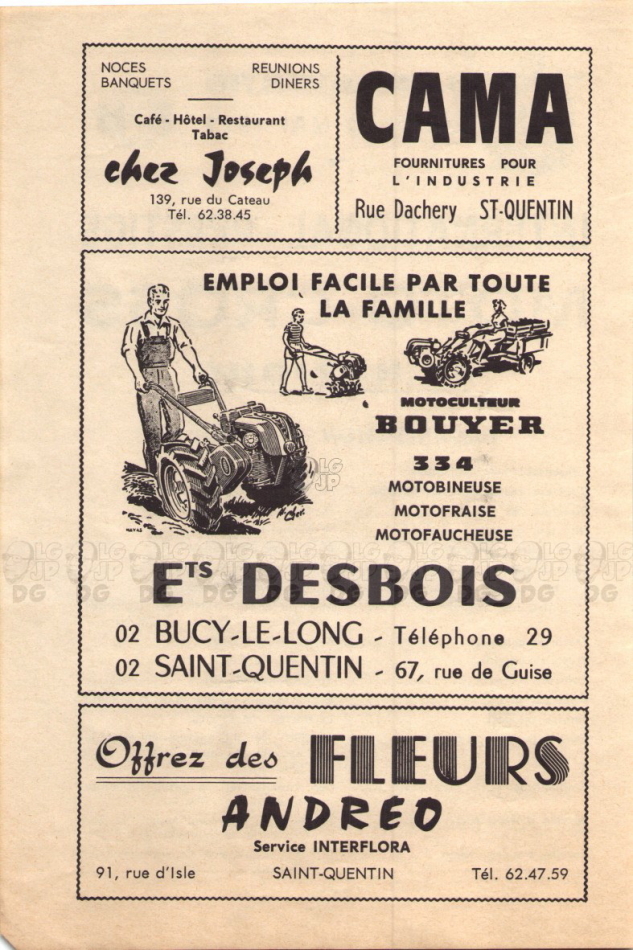 NOCES
BANQUETS
REUNIONS
DINERS
Café - Hôtel - Restaurant
Tabac
chez Joseph
139, rue du Cateau
Tél. 62.38.45
CAMA
FOURNITURES POUR
L'INDUSTRIE
Rue Dachery ST-QUENTIN
EMPLOI FACILE PAR TOUTE
LA FAMILLE
MOTOCULTEUR
BOUYER
334
MOTOBINEUSE
MOTOFRAISE
MOTOFAUCHEUSE
ETS DESBOIS
02 BUCY-LE-LONG - Téléphone 29
02 SAINT-QUENTIN - 67, rue de Guise
Offrez des FLEURS
ANDREO
Service INTERFLORA
91, rue d'Isle SAINT-QUENTIN Tél. 62.47.59